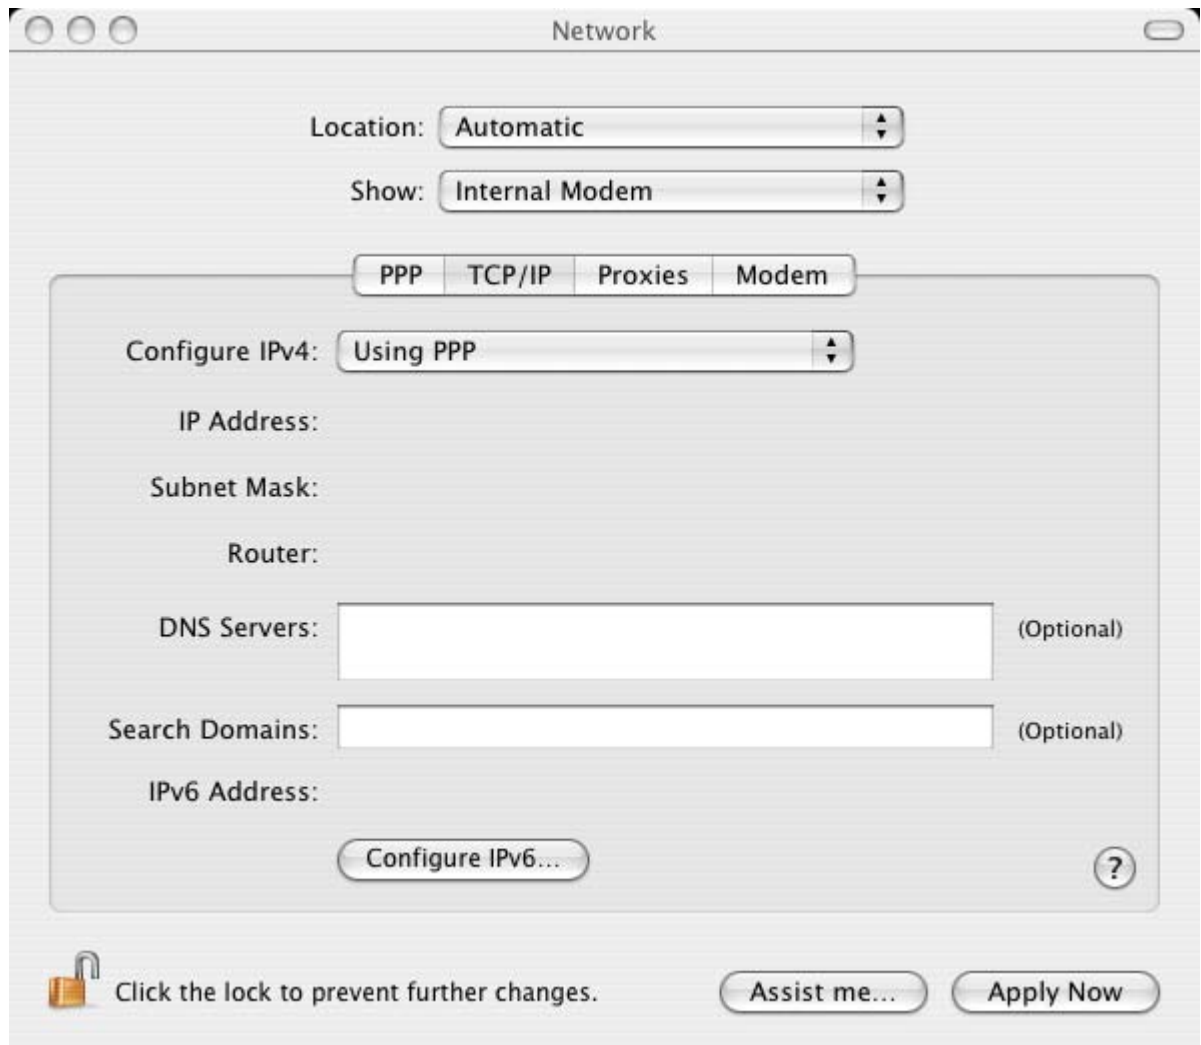 Network
Location: Automatic
Show: Internal Modem
PPP TCP/IP Proxies Modem
Configure IPv4: Using PPP
IP Address:
Subnet Mask:
Router:
DNS Servers: (Optional)
Search Domains: (Optional)
IPv6 Address:
Configure IPv6...
?
Click the lock to prevent further changes. Assist me... Apply Now